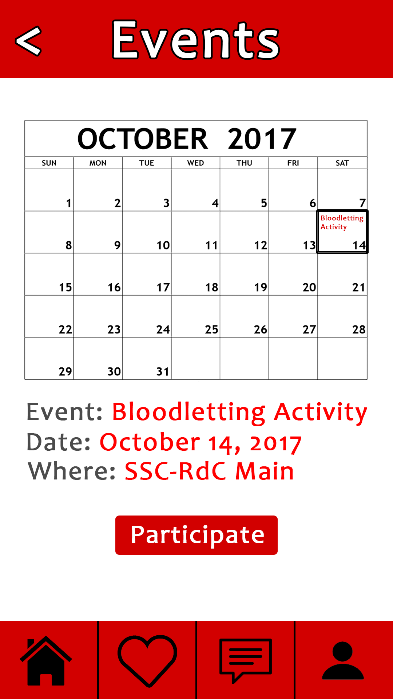 < Events
OCTOBER 2017
SUN MON TUE WED THU FRI SAT
1 2 3 4 5 6 7
Bloodletting
Activity
8 9 10 11 12 13 14
15 16 17 18 19 20 21
22 23 24 25 26 27 28
29 30 31
Event: Bloodletting Activity
Date: October 14, 2017
Where: SSC-RdC Main
Participate